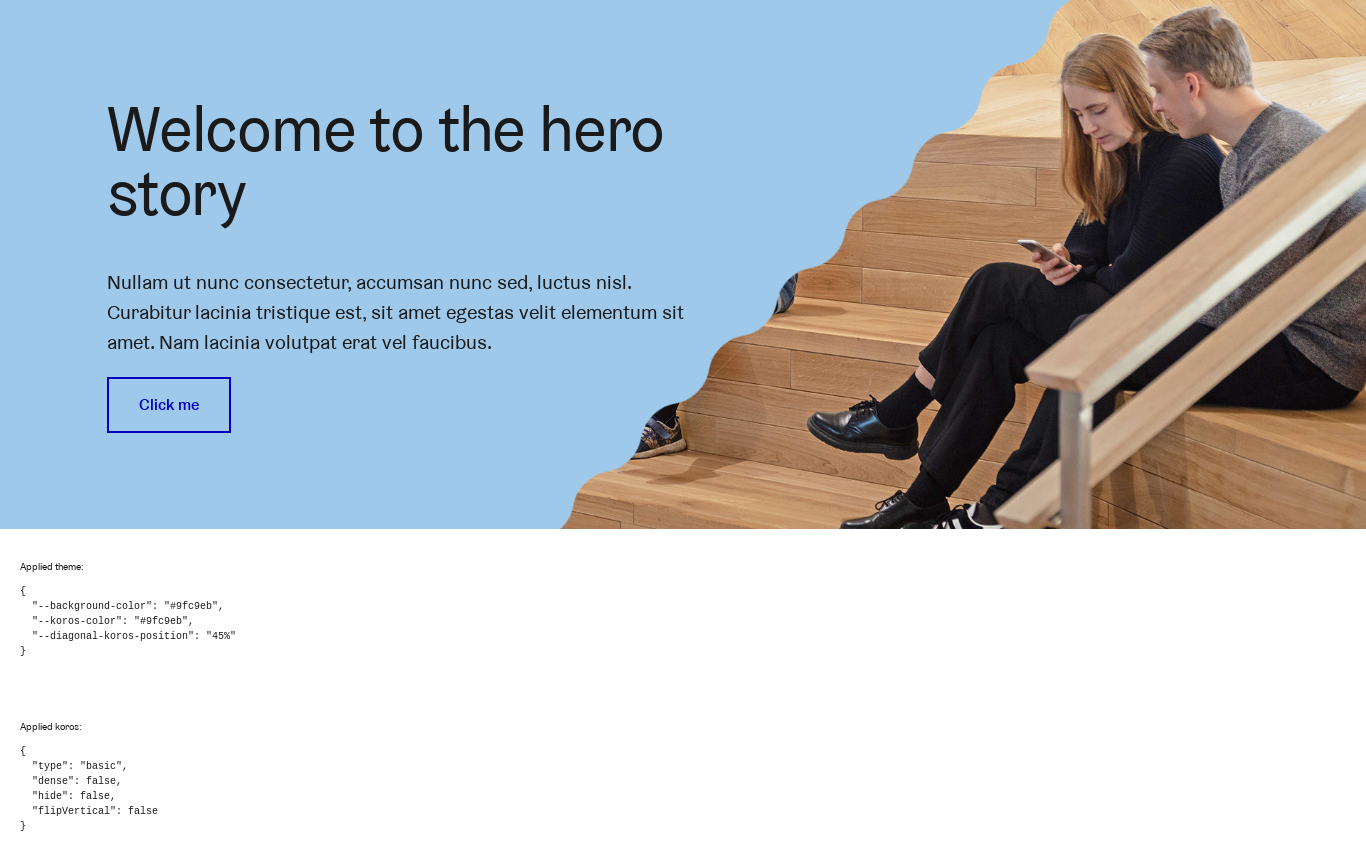 Welcome to the hero
story
Nullam ut nunc consectetur, accumsan nunc sed, luctus nisl.
Curabitur lacinia tristique est, sit amet egestas velit elementum sit
amet. Nam lacinia volutpat erat vel faucibus.
Click me
Applied theme:
{
  "--background-color": "#9fc9eb",
  "--koros-color": "#9fc9eb",
  "--diagonal-koros-position": "45%"
}
Applied koros:
{
  "type": "basic",
  "dense": false,
  "hide": false,
  "flipVertical": false
}